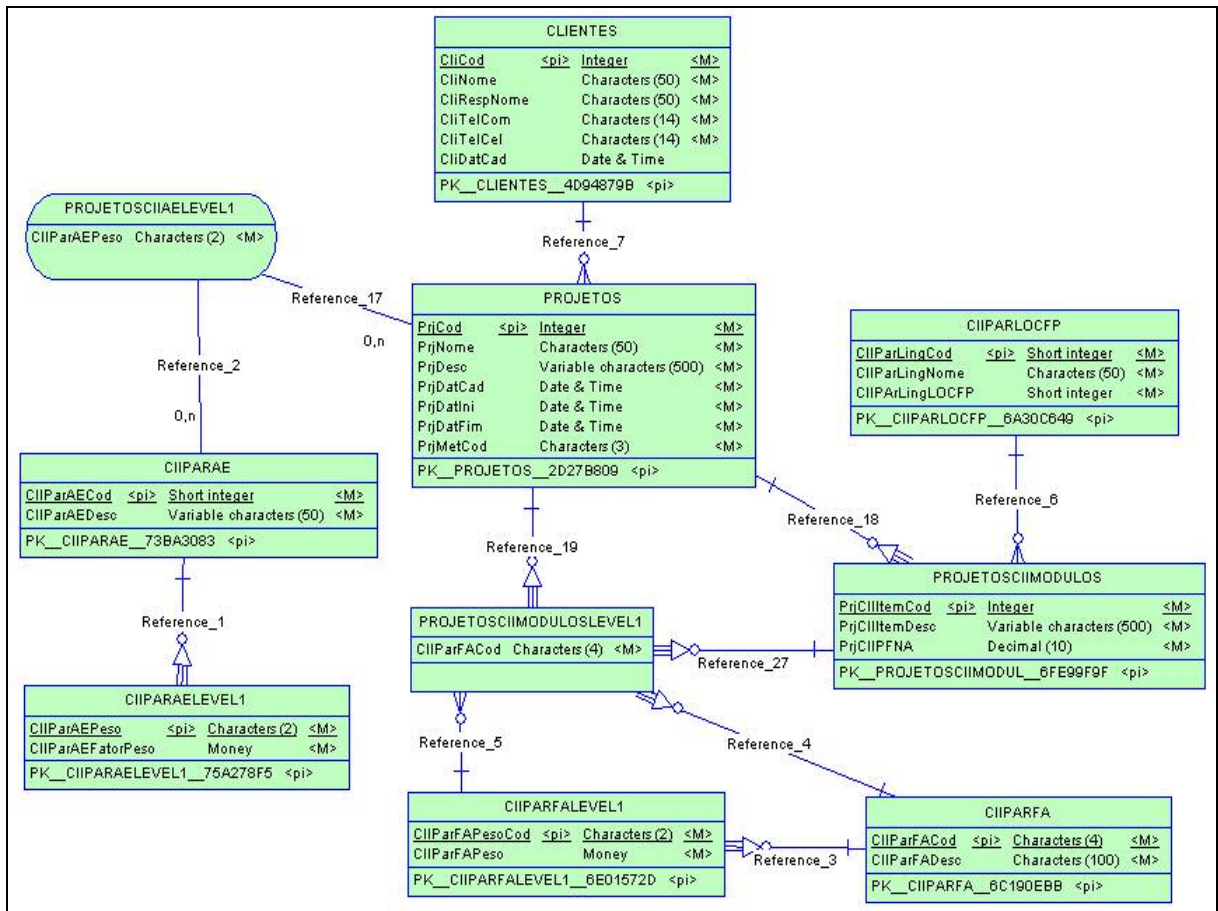 CLIENTES
CliCod <pi> Integer <M>
CliNome Characters (50) <M>
CliRespNome Characters (50) <M>
CliTelCom Characters (14) <M>
CliTelCel Characters (14) <M>
CliDatCad Date & Time
PK__CLIENTES__4D94879B <pi>
PROJETOSCIIAELEVEL1
CIIParAEPeso Characters (2) <M>
Reference_7
Reference_17
0,n
PROJETOS
PrjCod <pi> Integer <M>
PrjNome Characters (50) <M>
PrjDesc Variable characters (500) <M>
PrjDatCad Date & Time <M>
PrjDatIni Date & Time <M>
PrjDatFim Date & Time <M>
PrjMetCod Characters (3) <M>
PK__PROJETOS__2D27B809 <pi>
CIIPARLOCFP
CIIParLingCod <pi> Short integer <M>
CIIParLingNome Characters (50) <M>
CIIPArLingLOCFP Short integer <M>
PK__CIIPARLOCFP__6A30C649 <pi>
Reference_2
0,n
CIIPARAE
CIIParAECod <pi> Short integer <M>
CIIParAEDesc Variable characters (50) <M>
PK__CIIPARAE__73BA3083 <pi>
Reference_6
Reference_18
Reference_19
PROJETOSCIIMODULOS
PrjCIIItemCod <pi> Integer <M>
PrjCIIItemDesc Variable characters (500) <M>
PrjCIIPFNA Decimal (10) <M>
PK__PROJETOSCIIMODUL__6FE99F9F <pi>
PROJETOSCIIMODULOSLEVEL1
CIIParFACod Characters (4) <M>
Reference_1
Reference_27
CIIPARAELEVEL1
CIIParAEPeso <pi> Characters (2) <M>
CIIParAEFatorPeso Money <M>
PK__CIIPARAELEVEL1__75A278F5 <pi>
Reference_5
Reference_4
CIIPARFALEVEL1
CIIParFAPesoCod <pi> Characters (2) <M>
CIIParFAPeso Money <M>
PK__CIIPARFALEVEL1__6E01572D <pi>
Reference_3
CIIPARFA
CIIParFACod <pi> Characters (4) <M>
CIIParFADesc Characters (100) <M>
PK__CIIPARFA__6C190EBB <pi>